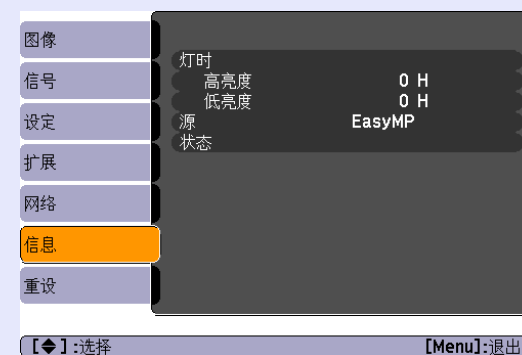 图像
信号
设定
扩展
网络
信息
重设
灯时
高亮度 0 H
低亮度 0 H
源 EasyMP
状态
[◆]:选择 [Menu]:退出